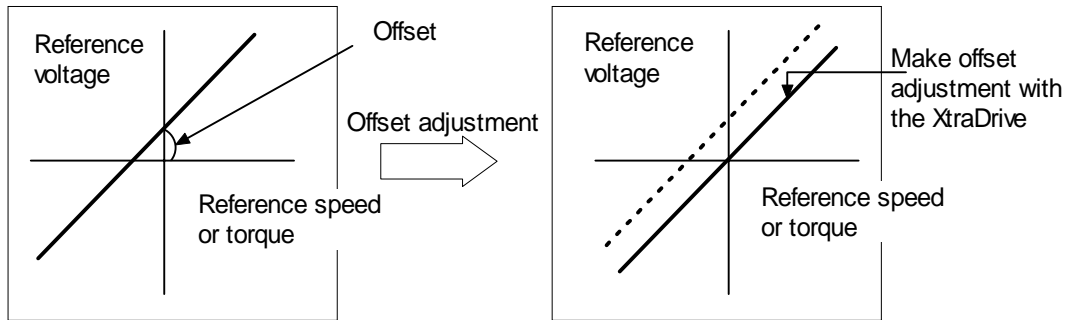 Reference
voltage
Offset
Reference speed
or torque
Offset adjustment
Reference
voltage
Make offset
adjustment with
the XtraDrive
Reference speed
or torque